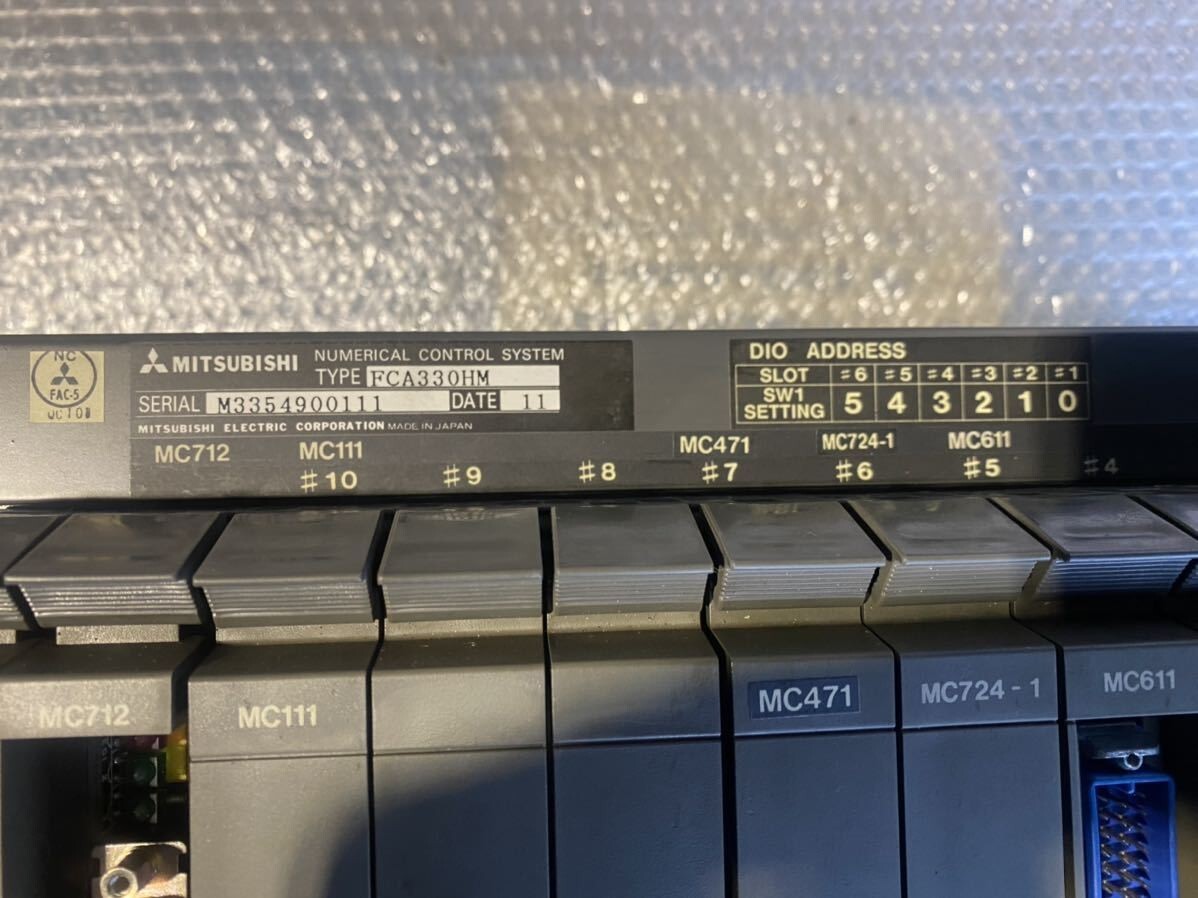 NC
FAC-5
MITSUBISHI NUMERICAL CONTROL SYSTEM
TYPE FCA330HM
SERIAL M3354900111 DATE 11
MITSUBISHI ELECTRIC CORPORATION MADE IN JAPAN
DIO ADDRESS
SLOT #6 #5 #4 #3 #2 #1
SW1 SETTING 5 4 3 2 1 0
MC712 MC111 MC471 MC724-1 MC611
#10 #9 #8 #7 #6 #5 #4
MC712 MC111 MC471 MC724-1 MC611